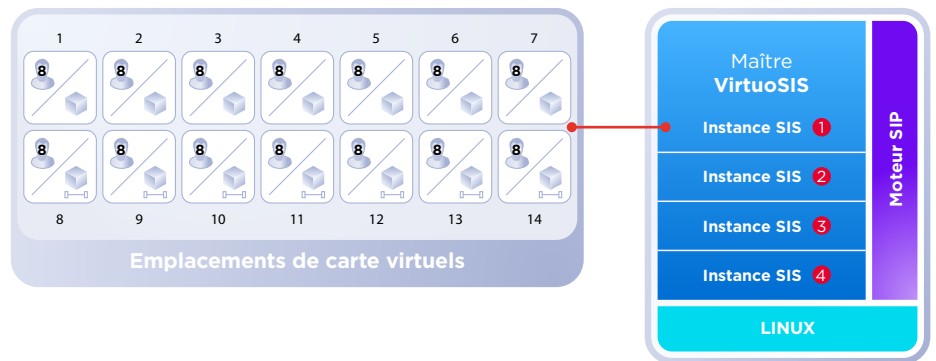 1 2 3 4 5 6 7
8 8 8 8 8 8 8
8 8 8 8 8 8 8
8 9 10 11 12 13 14
Emplacements de carte virtuels
Maître
VirtuoSIS
Instance SIS 1
Instance SIS 2
Instance SIS 3
Instance SIS 4
Moteur SIP
LINUX